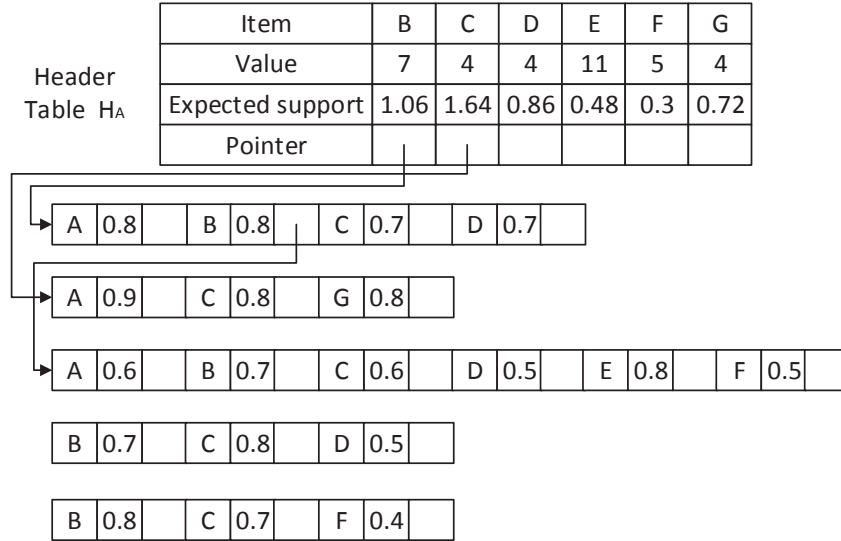 Item B C D E F G
Value 7 4 4 11 5 4
Header
Table HA
Expected support 1.06 1.64 0.86 0.48 0.3 0.72
Pointer
A 0.8 B 0.8 C 0.7 D 0.7
A 0.9 C 0.8 G 0.8
A 0.6 B 0.7 C 0.6 D 0.5 E 0.8 F 0.5
B 0.7 C 0.8 D 0.5
B 0.8 C 0.7 F 0.4